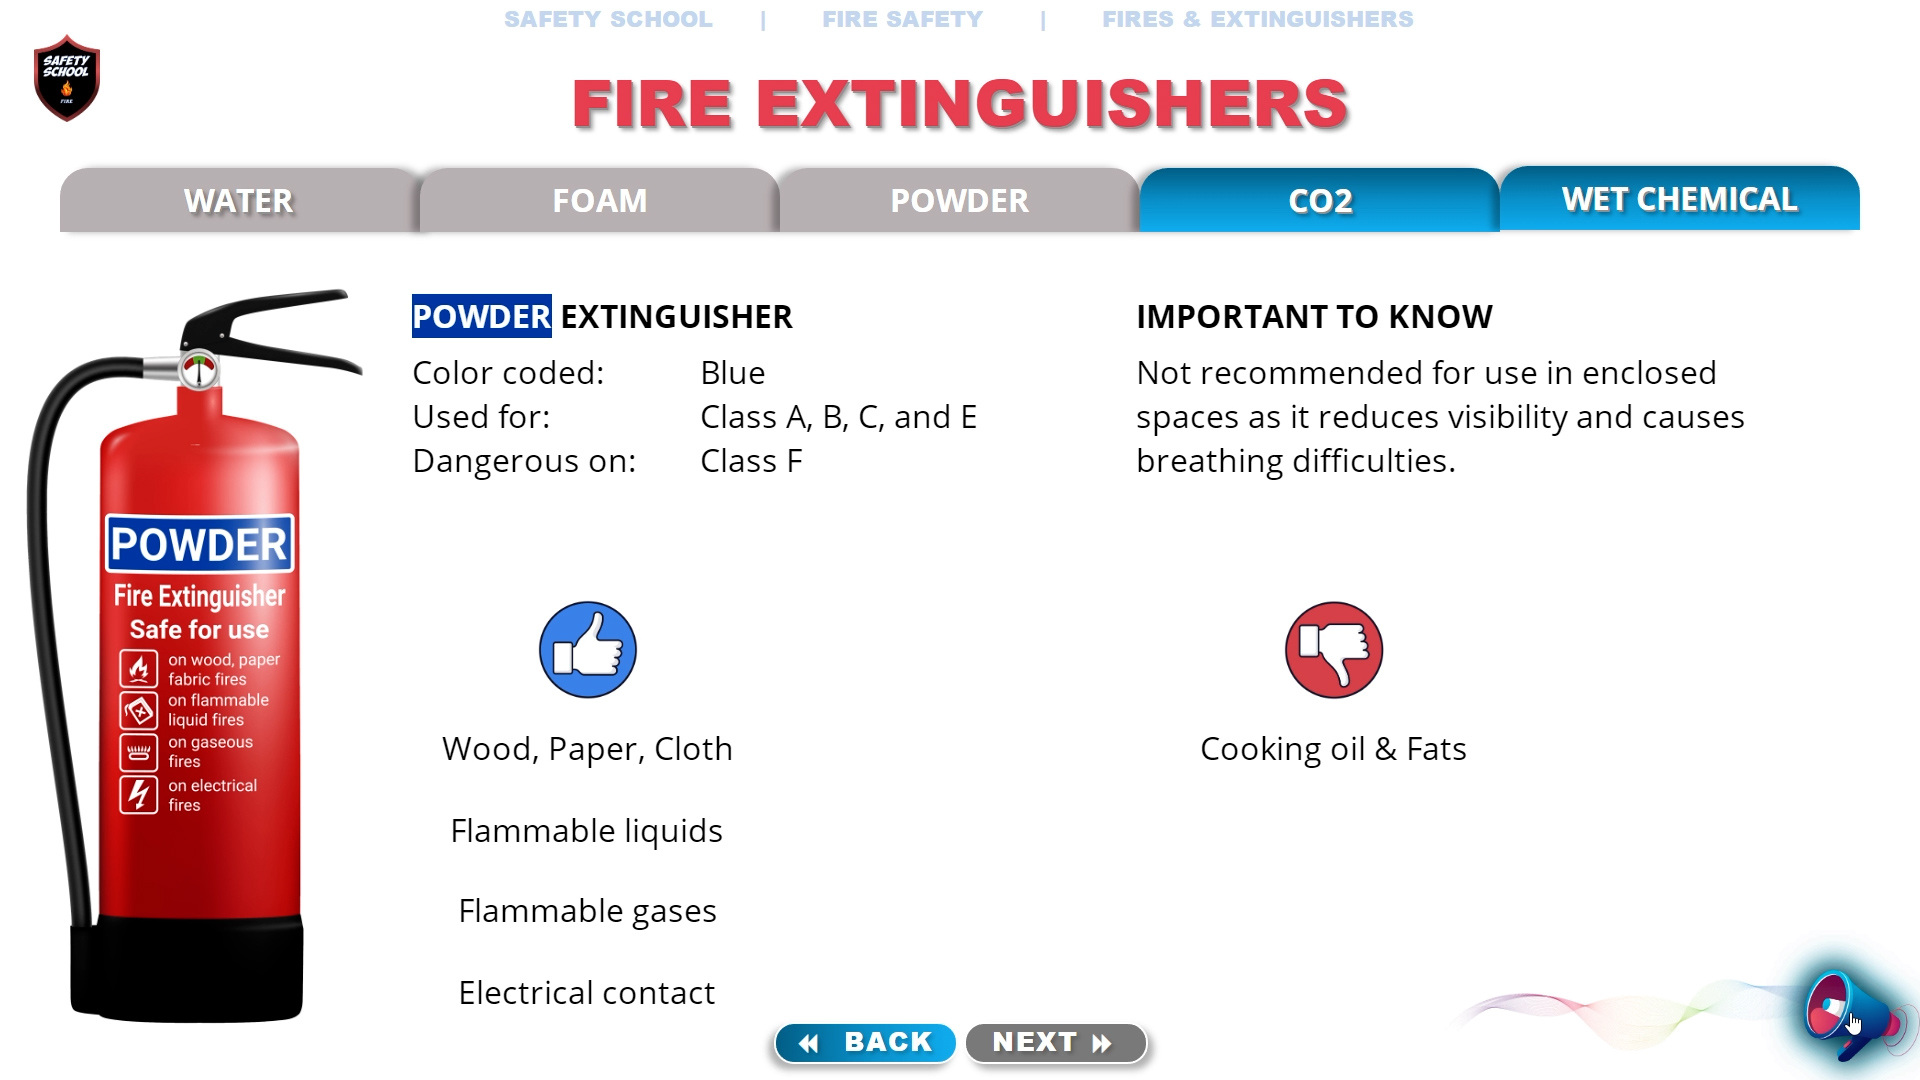 SAFETY SCHOOL | FIRE SAFETY | FIRES & EXTINGUISHERS
SAFETY
SCHOOL
FIRE
FIRE EXTINGUISHERS
WATER
FOAM
POWDER
CO2
WET CHEMICAL
POWDER EXTINGUISHER
Color coded: Blue
Used for: Class A, B, C, and E
Dangerous on: Class F
IMPORTANT TO KNOW
Not recommended for use in enclosed
spaces as it reduces visibility and causes
breathing difficulties.
POWDER
Fire Extinguisher
Safe for use
on wood, paper
fabric fires
on flammable
liquid fires
on gaseous
fires
on electrical
fires
Wood, Paper, Cloth
Flammable liquids
Flammable gases
Electrical contact
Cooking oil & Fats
BACK
NEXT